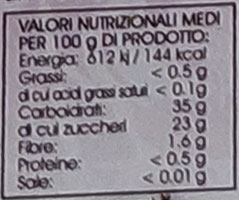 VALORI NUTRIZIONALI MEDI
PER 100 g DI PRODOTTO:
Energia: 612 kj / 144 kcal
Grassi: < 0.5 g
di cui acidi grassi saturi < 0.1g
Carboidrati: 35 g
di cui zuccheri 23 g
Fibre: 1.6 g
Proteine: < 0.5 g
Sale: < 0.01 g